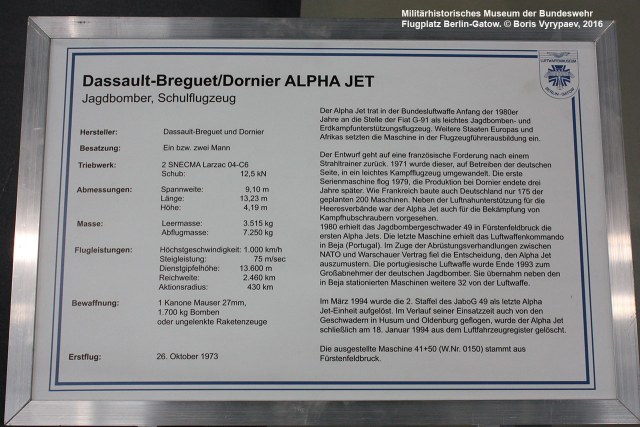 Militärhistorisches Museum der Bundeswehr
Flugplatz Berlin-Gatow. © Boris Vyrypaev, 2016
LUFTWAFFENMUSEUM
BERLIN - GATOW
Dassault-Breguet/Dornier ALPHA JET
Jagdbomber, Schulflugzeug
Hersteller: Dassault-Breguet und Dornier
Besatzung: Ein bzw. zwei Mann
Triebwerk: 2 SNECMA Larzac 04-C6
Schub: 12,5 kN
Abmessungen: Spannweite: 9,10 m
Länge: 13,23 m
Höhe: 4,19 m
Masse: Leermasse: 3.515 kg
Abflugmasse: 7.250 kg
Flugleistungen: Höchstgeschwindigkeit: 1.000 km/h
Steigleistung: 75 m/sec
Dienstgipfelhöhe: 13.600 m
Reichweite: 2.460 km
Aktionsradius: 430 km
Bewaffnung: 1 Kanone Mauser 27mm,
1.700 kg Bomben
oder ungelenkte Raketenzeuge
Erstflug: 26. Oktober 1973
Der Alpha Jet trat in der Bundesluftwaffe Anfang der 1980er
Jahre an die Stelle der Fiat G-91 als leichtes Jagdbomben- und
Erdkampfunterstützungsflugzeug. Weitere Staaten Europas und
Afrikas setzten die Maschine in der Flugzeugführerausbildung ein.
Der Entwurf geht auf eine französische Forderung nach einem
Strahltrainer zurück. 1971 wurde dieser, auf Betreiben der deutschen
Seite, in ein leichtes Kampfflugzeug umgewandelt. Die erste
Serienmaschine flog 1979, die Produktion bei Dornier endete drei
Jahre später. Wie Frankreich baute auch Deutschland nur 175 der
geplanten 200 Maschinen. Neben der Luftnahunterstützung für die
Heeresverbände war der Alpha Jet auch für die Bekämpfung von
Kampfhubschraubern vorgesehen.
1980 erhielt das Jagdbombergeschwader 49 in Fürstenfeldbruck die
ersten Alpha Jets. Die letzte Maschine erhielt das Luftwaffenkommando
in Beja (Portugal). Im Zuge der Abrüstungsverhandlungen zwischen
NATO und Warschauer Vertrag fiel die Entscheidung, den Alpha Jet
auszumustern. Die portugiesische Luftwaffe wurde Ende 1993 zum
Großabnehmer der deutschen Jagdbomber. Sie übernahm neben den
in Beja stationierten Maschinen weitere 32 von der Luftwaffe.
Im März 1994 wurde die 2. Staffel des JaboG 49 als letzte Alpha
Jet-Einheit aufgelöst. Im Verlauf seiner Einsatzzeit auch von den
Geschwadern in Husum und Oldenburg geflogen, wurde der Alpha Jet
schließlich am 18. Januar 1994 aus dem Luftfahrzeugregister gelöscht.
Die ausgestellte Maschine 41+50 (W.Nr. 0150) stammt aus
Fürstenfeldbruck.